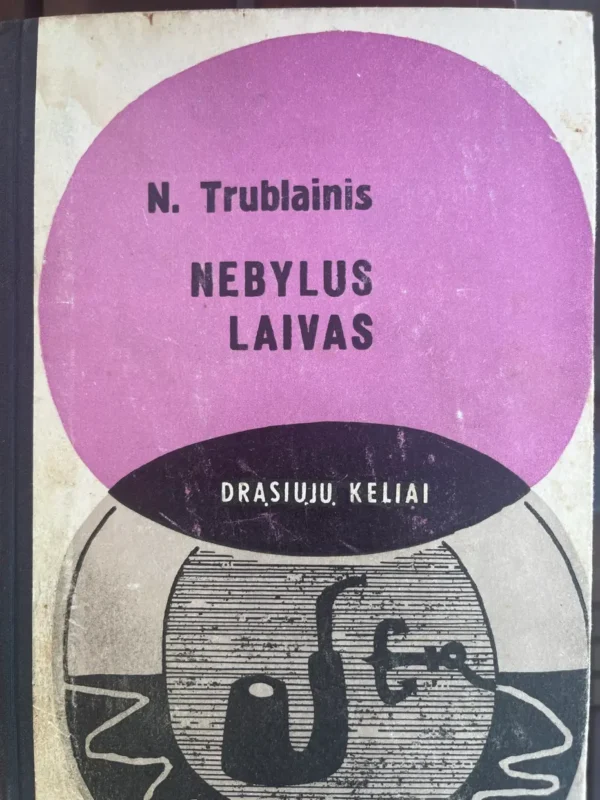 N. Trublainis
NEBYLUS
LAIVAS
DRĄSIŲJŲ KELIAI